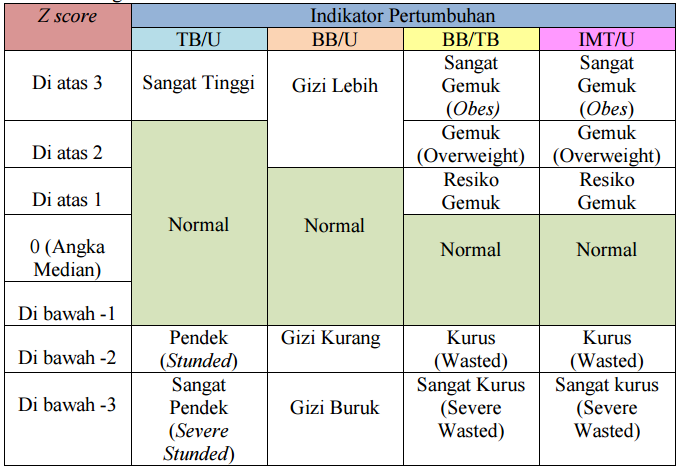 Z score
Indikator Pertumbuhan
TB/U
BB/U
BB/TB
IMT/U
Di atas 3
Sangat Tinggi
Gizi Lebih
Sangat
Gemuk
(Obes)
Sangat
Gemuk
(Obes)
Di atas 2
Gemuk
(Overweight)
Gemuk
(Overweight)
Di atas 1
Resiko
Gemuk
Resiko
Gemuk
Normal
Normal
0 (Angka
Median)
Normal
Normal
Di bawah -1
Di bawah -2
Pendek
(Stunded)
Gizi Kurang
Kurus
(Wasted)
Kurus
(Wasted)
Di bawah -3
Sangat
Pendek
(Severe
Stunded)
Gizi Buruk
Sangat Kurus
(Severe
Wasted)
Sangat kurus
(Severe
Wasted)